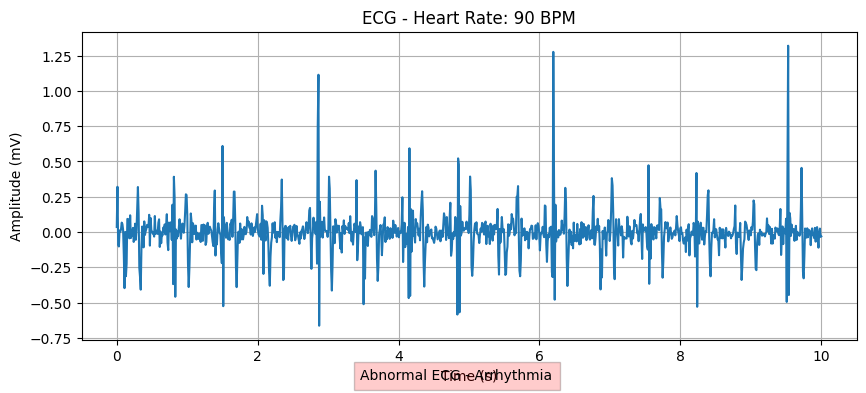 ECG - Heart Rate: 90 BPM
Amplitude (mV)
1.25
1.00
0.75
0.50
0.25
0.00
−0.25
−0.50
−0.75
0 2 4 6 8 10
Time (s)
Abnormal ECG - Arrhythmia